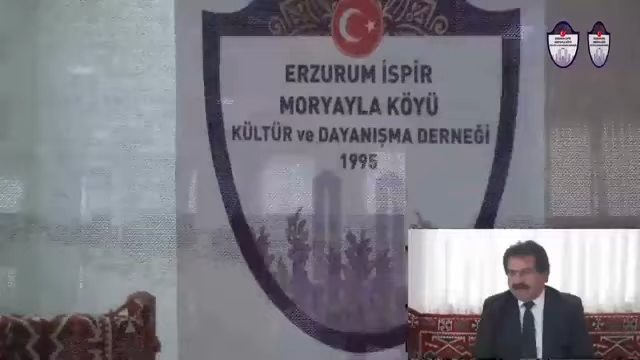 ERZURUM İSPİR
MORYAYLA KÖYÜ
KÜLTÜR ve DAYANIŞMA DERNEĞİ
1995